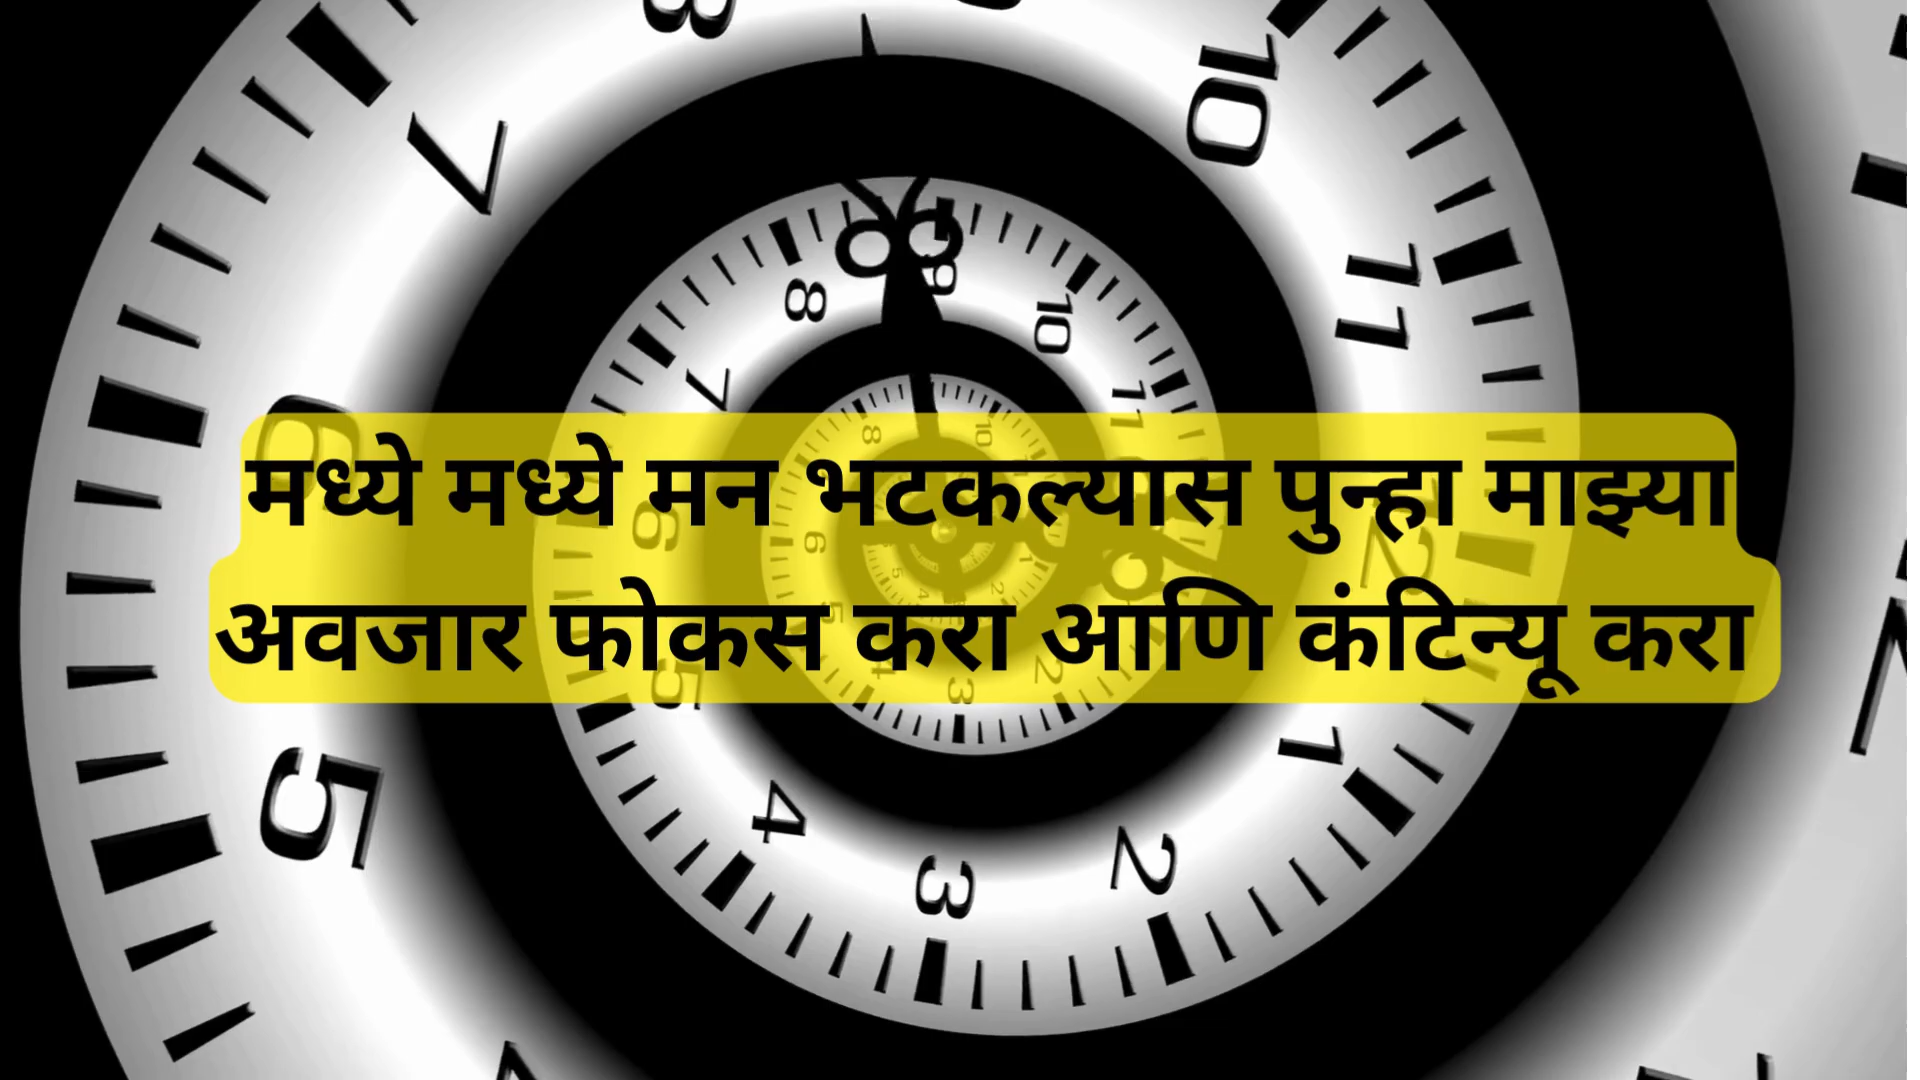 मध्ये मध्ये मन भटकल्यास पुन्हा माझ्या
अवजार फोकस करा आणि कंटिन्यू करा